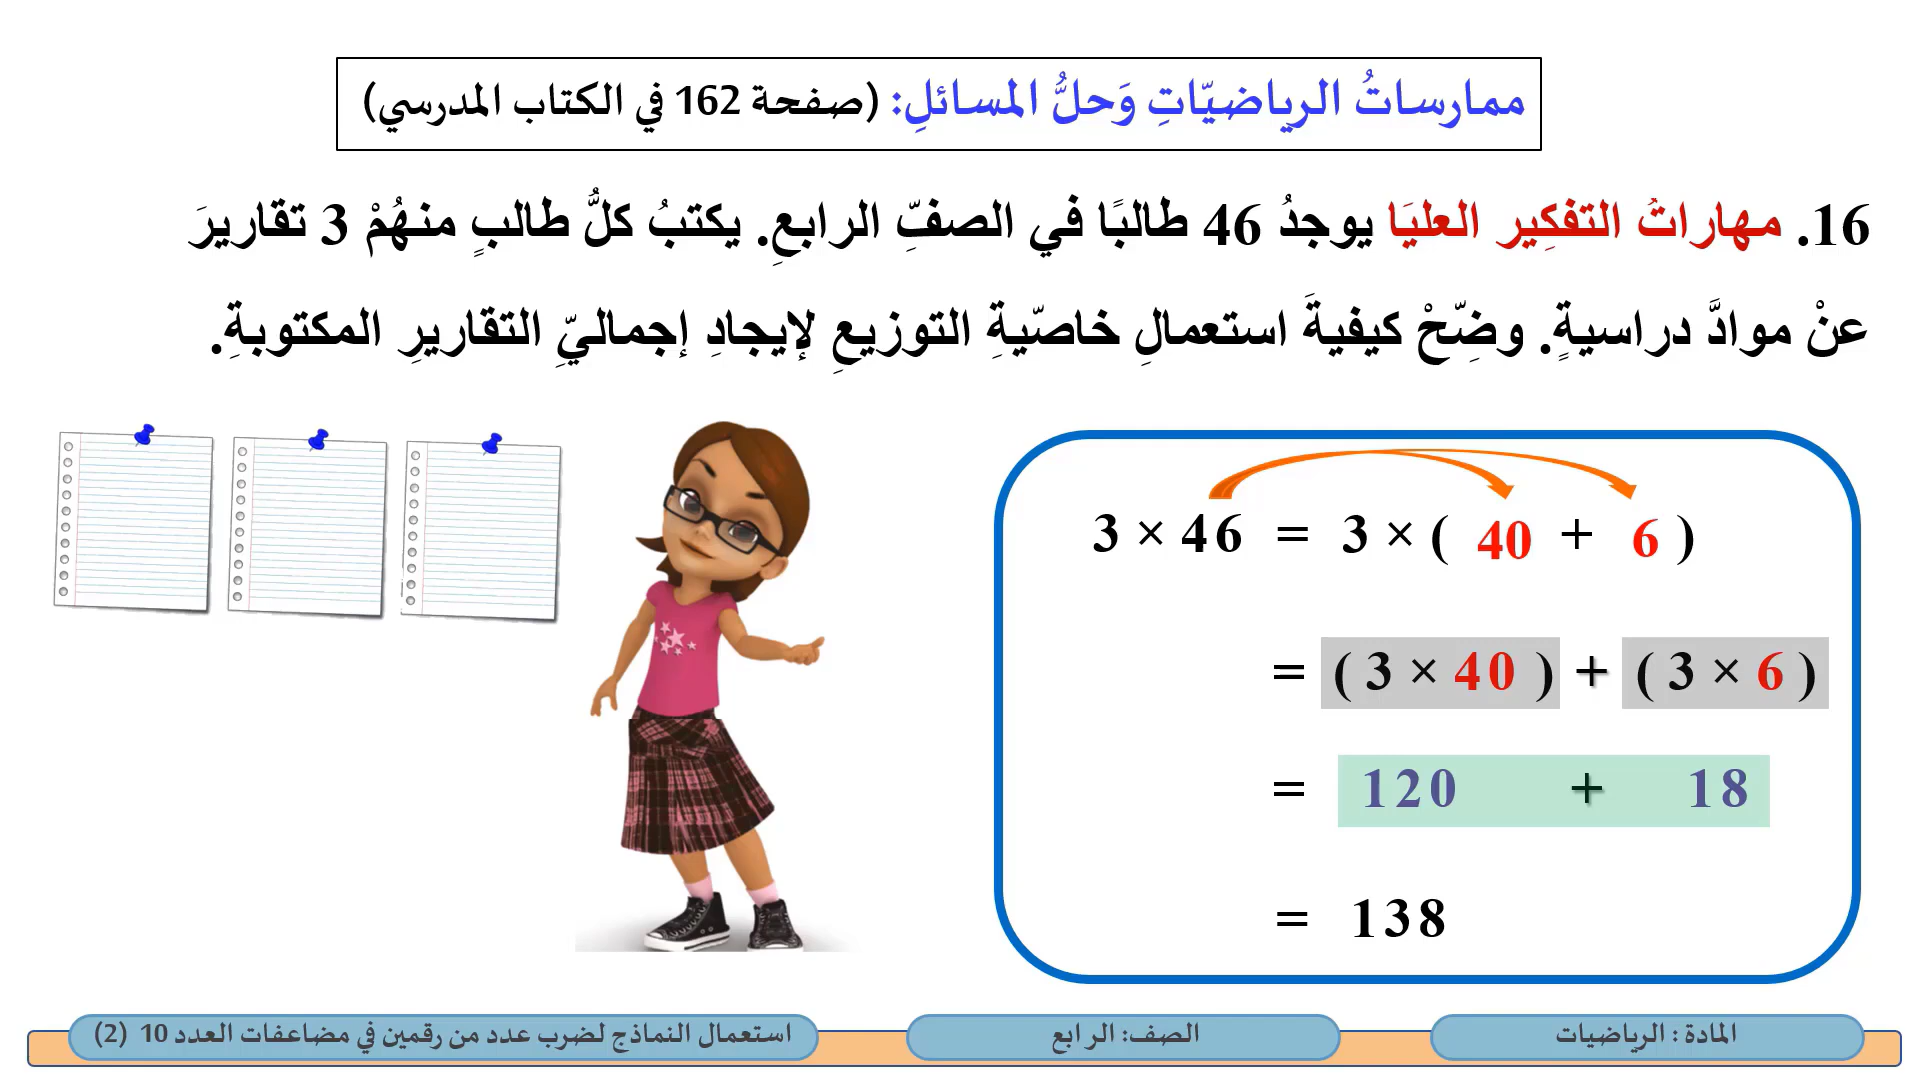 ممارساتُ الرياضيّاتِ وَحلُّ المسائلِ: (صفحة 162 في الكتاب المدرسي)
16. مهاراتُ التفكِير العليَا يوجدُ 46 طالبًا في الصفِّ الرابعِ. يكتبُ كلُّ طالبٍ منهُمْ 3 تقاريرَ
عنْ موادَّ دراسيةٍ. وضِّحْ كيفيةَ استعمالِ خاصّيةِ التوزيعِ لإيجادِ إجماليِّ التقاريرِ المكتوبةِ.
3 × 46 = 3 × ( 40 + 6 )
= ( 3 × 40 ) + ( 3 × 6 )
= 120 + 18
= 138
المادة : الرياضيات
الصف: الرابع
استعمال النماذج لضرب عدد من رقمين في مضاعفات العدد 10 (2)